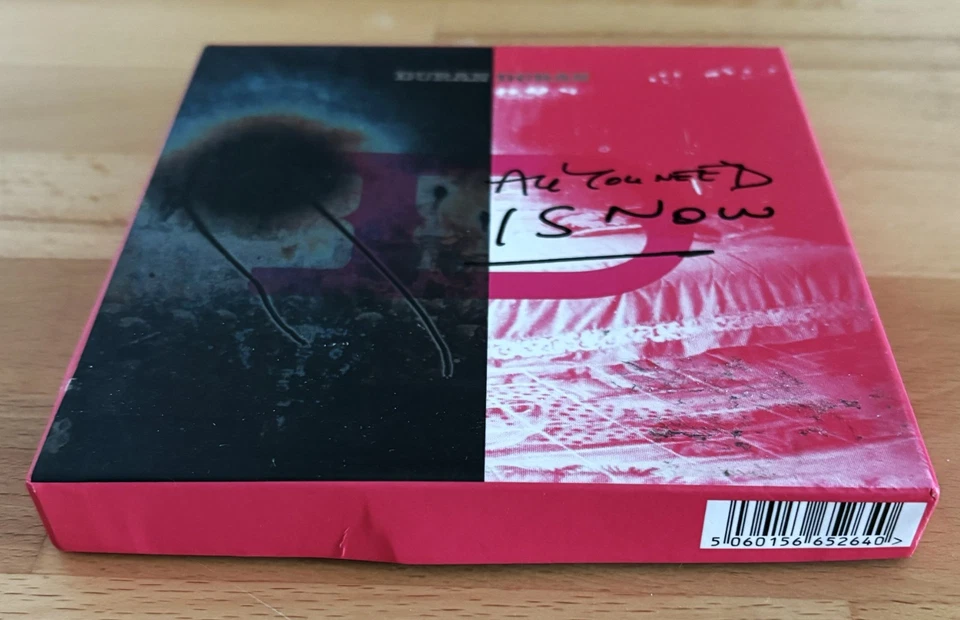 DURAN DURAN
ALL YOU NEED
IS NOW
5 060156 652640 >